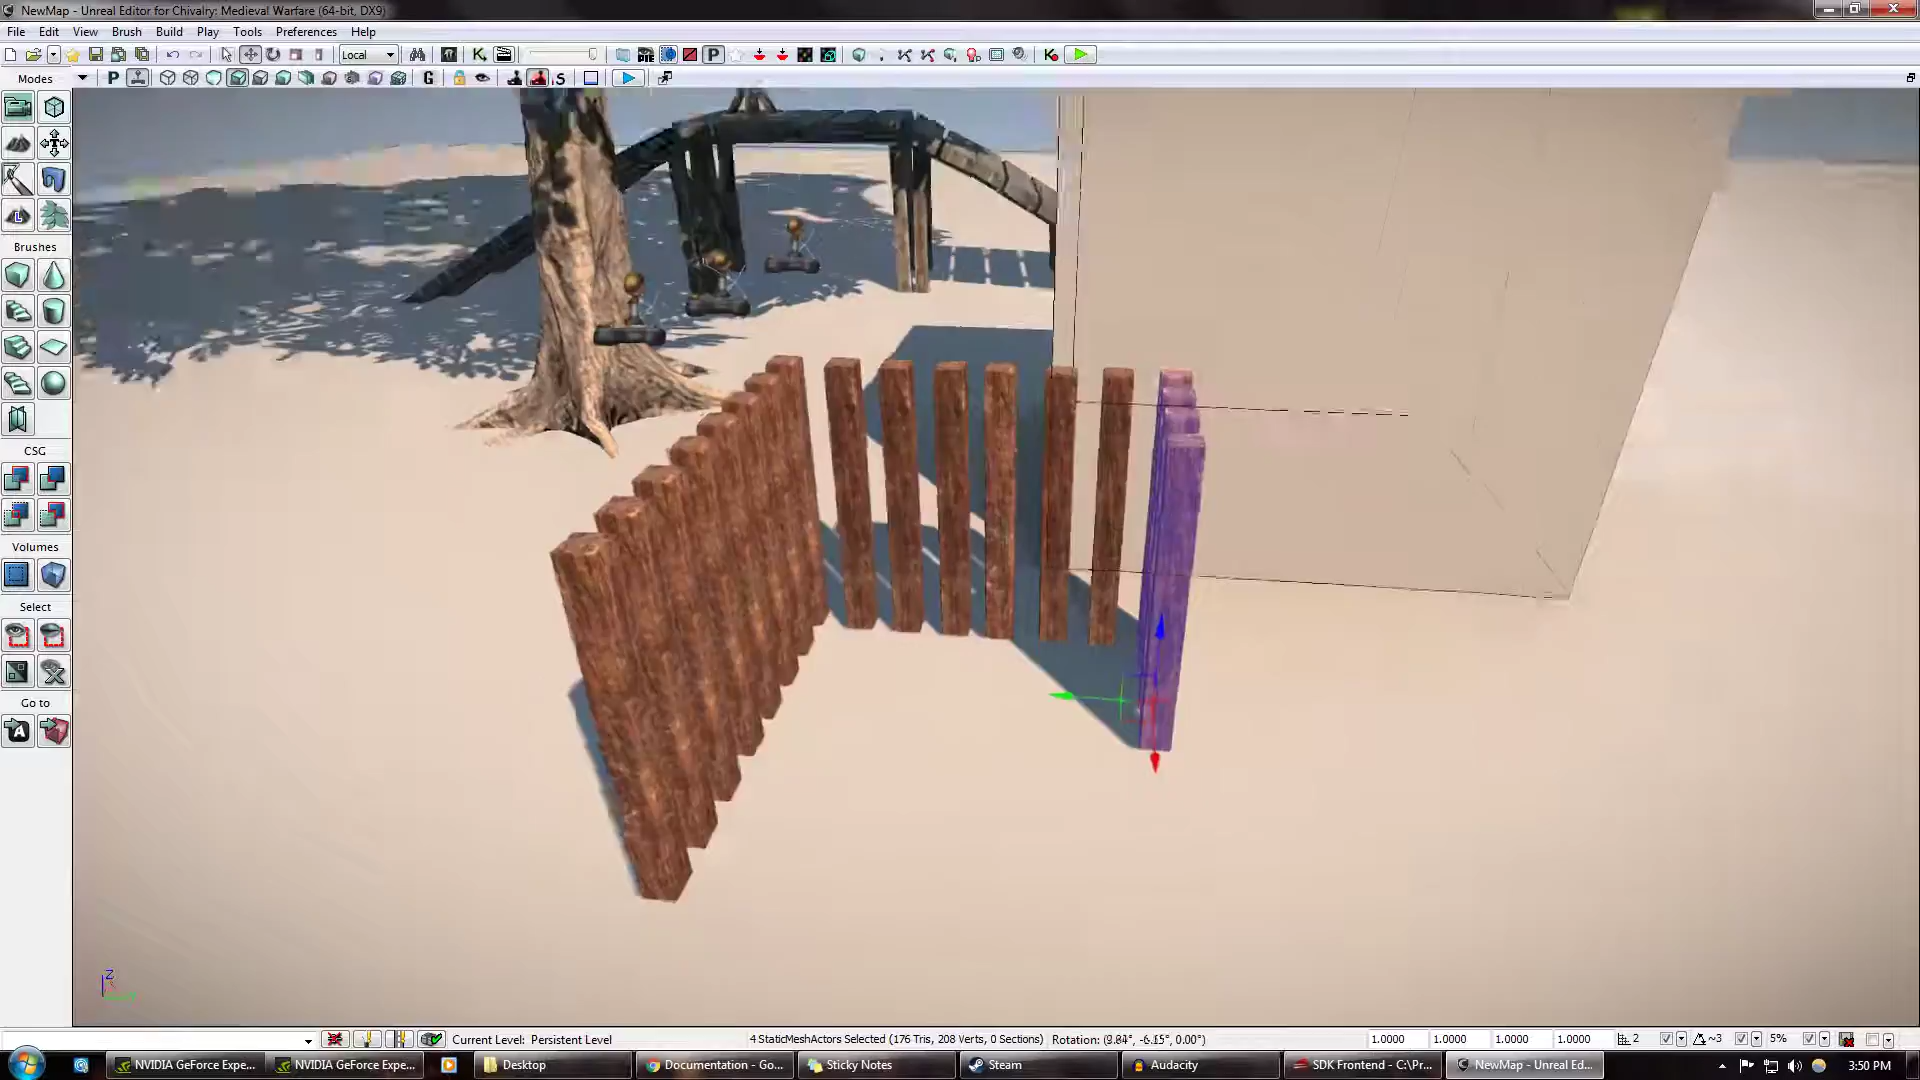 NewMap - Unreal Editor for Chivalry: Medieval Warfare (64-bit, DX9)
File Edit View Brush Build Play Tools Preferences Help
Local
Modes
Brushes
CSG
Volumes
Select
Go to
Z
Current Level: Persistent Level
4 StaticMeshActors Selected (176 Tris, 208 Verts, 0 Sections)
1.0000 1.0000 1.0000 1.0000 2 ~3 5%
NVIDIA GeForce Expe... NVIDIA GeForce Expe... Desktop Documentation - Go... Sticky Notes Steam Audacity SDK Frontend - C:\Pr... NewMap - Unreal Ed... 3:50 PM